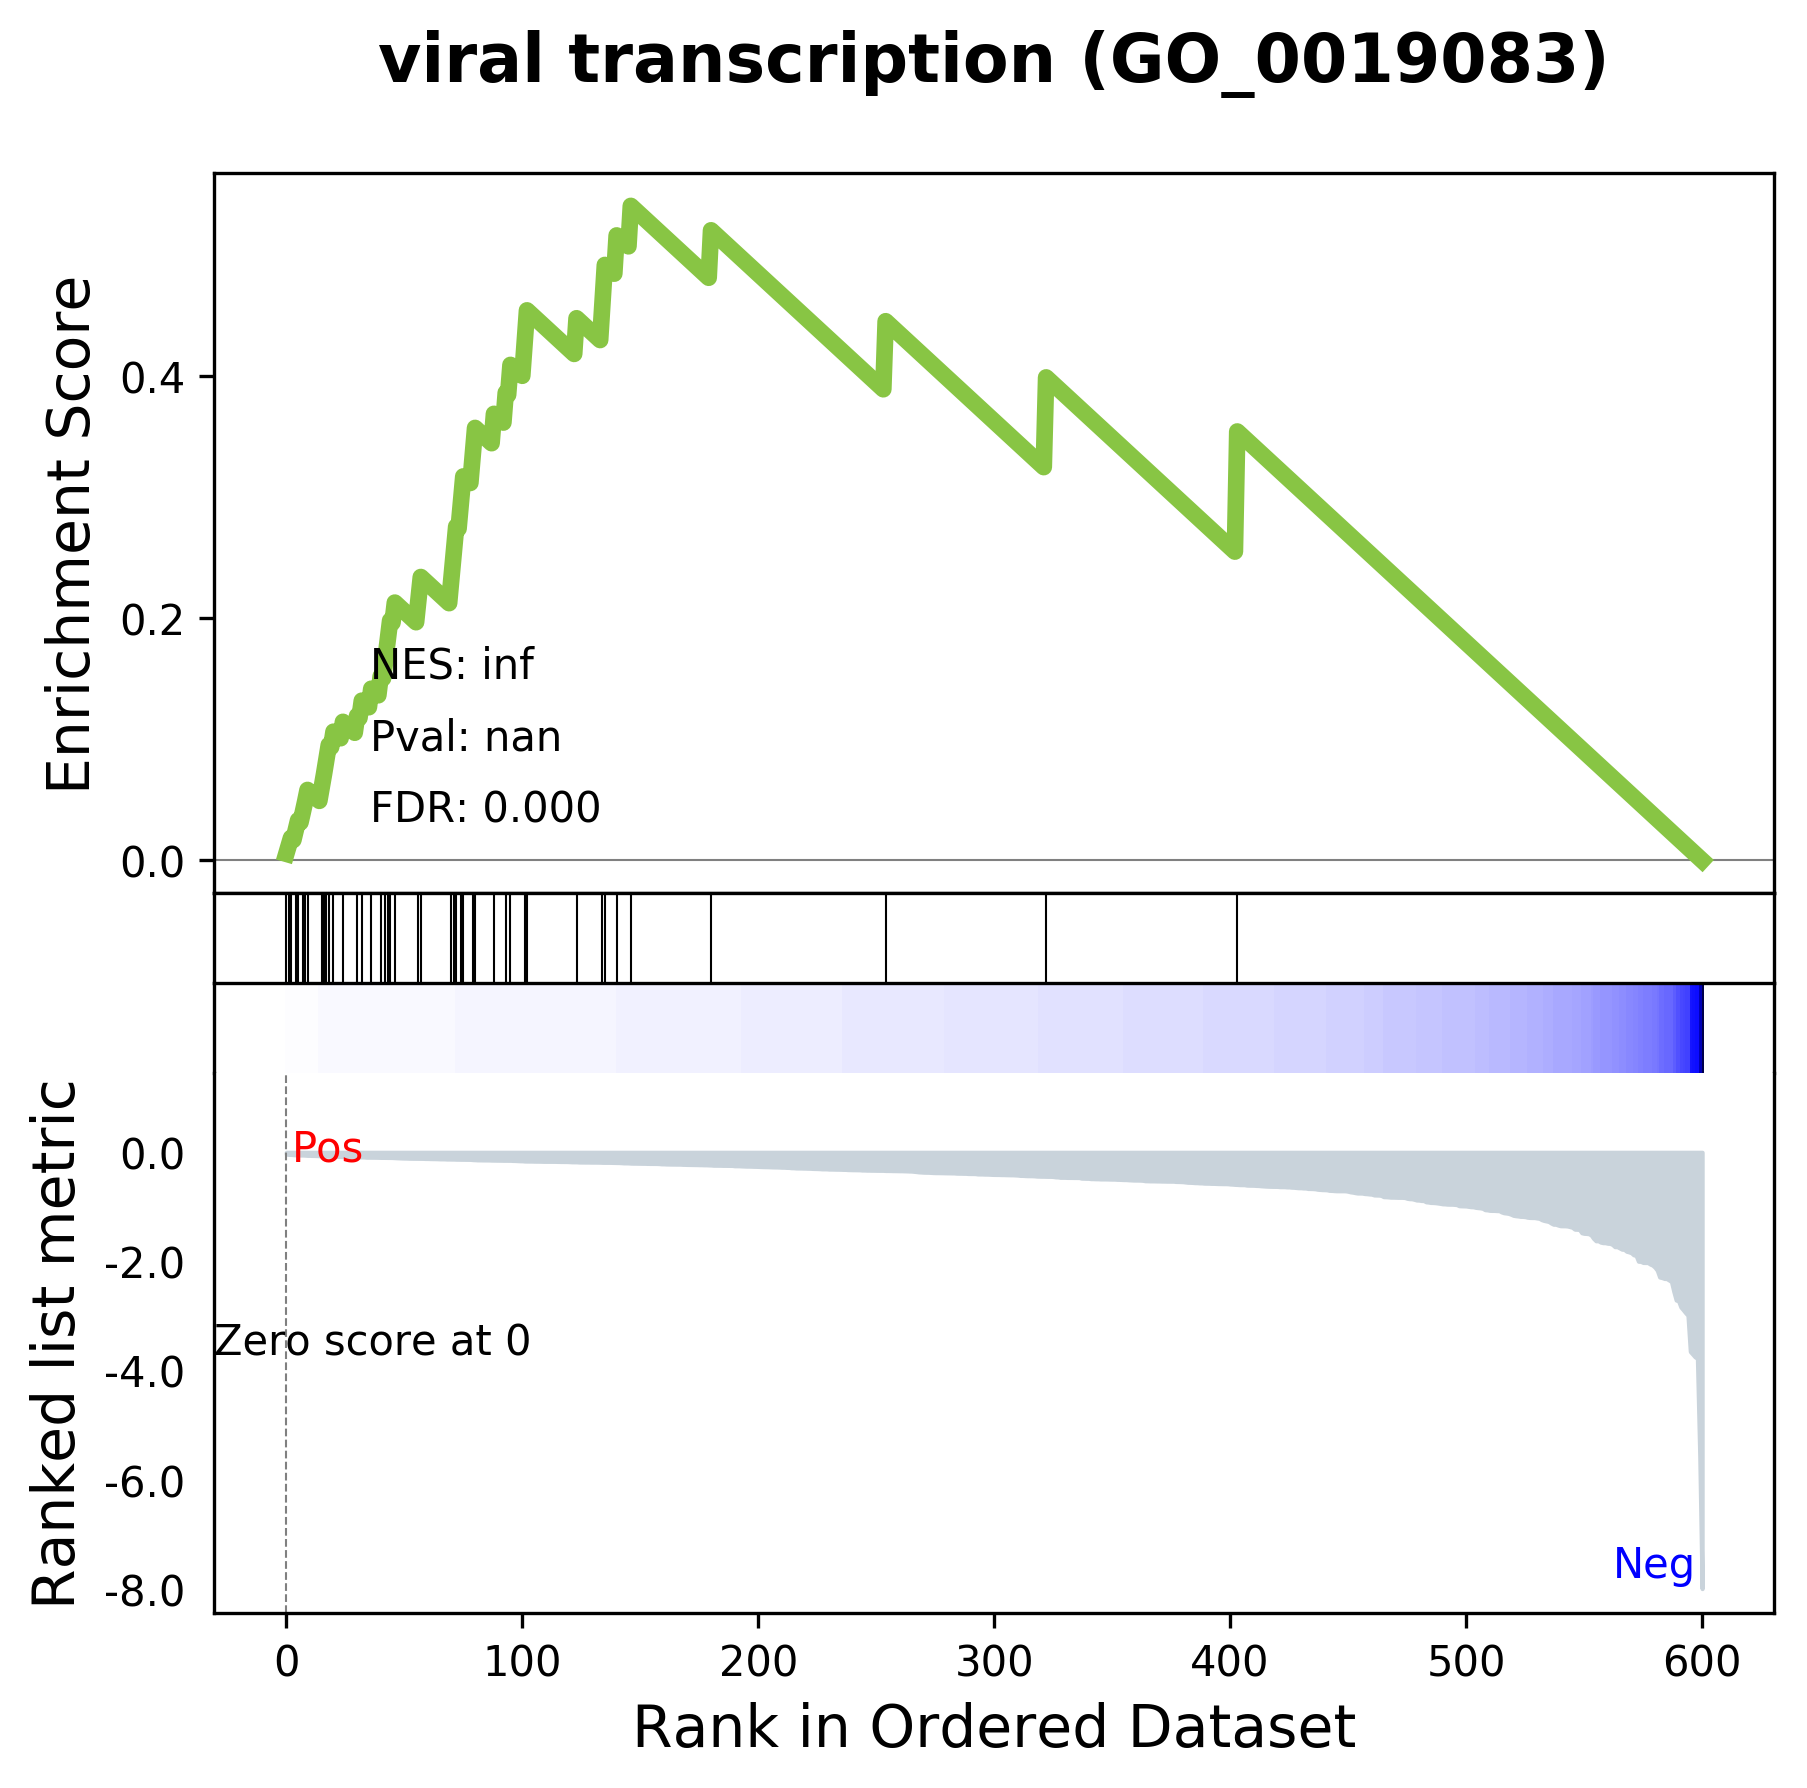 viral transcription (GO_0019083)
Enrichment Score
0.4
0.2
0.0
NES: inf
Pval: nan
FDR: 0.000
Ranked list metric
0.0
-2.0
-4.0
-6.0
-8.0
Pos
Zero score at 0
Neg
0 100 200 300 400 500 600
Rank in Ordered Dataset